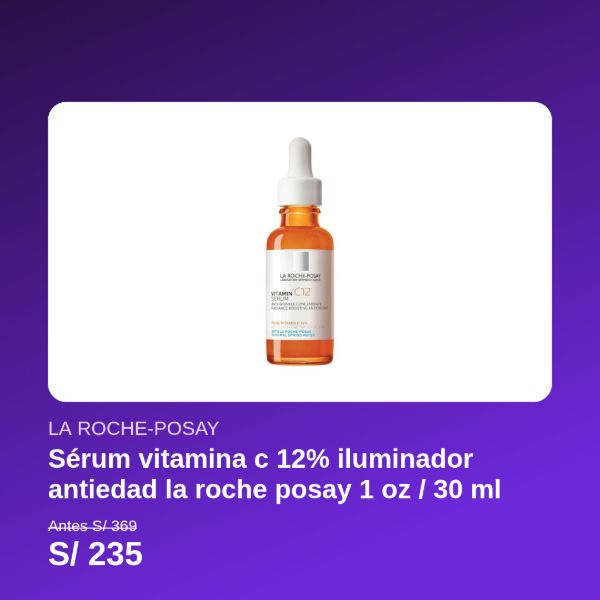 LA ROCHE-POSAY
VITAMIN C12
SERUM
LA ROCHE-POSAY
Sérum vitamina c 12% iluminador
antiedad la roche posay 1 oz / 30 ml
Antes S/ 369
S/ 235